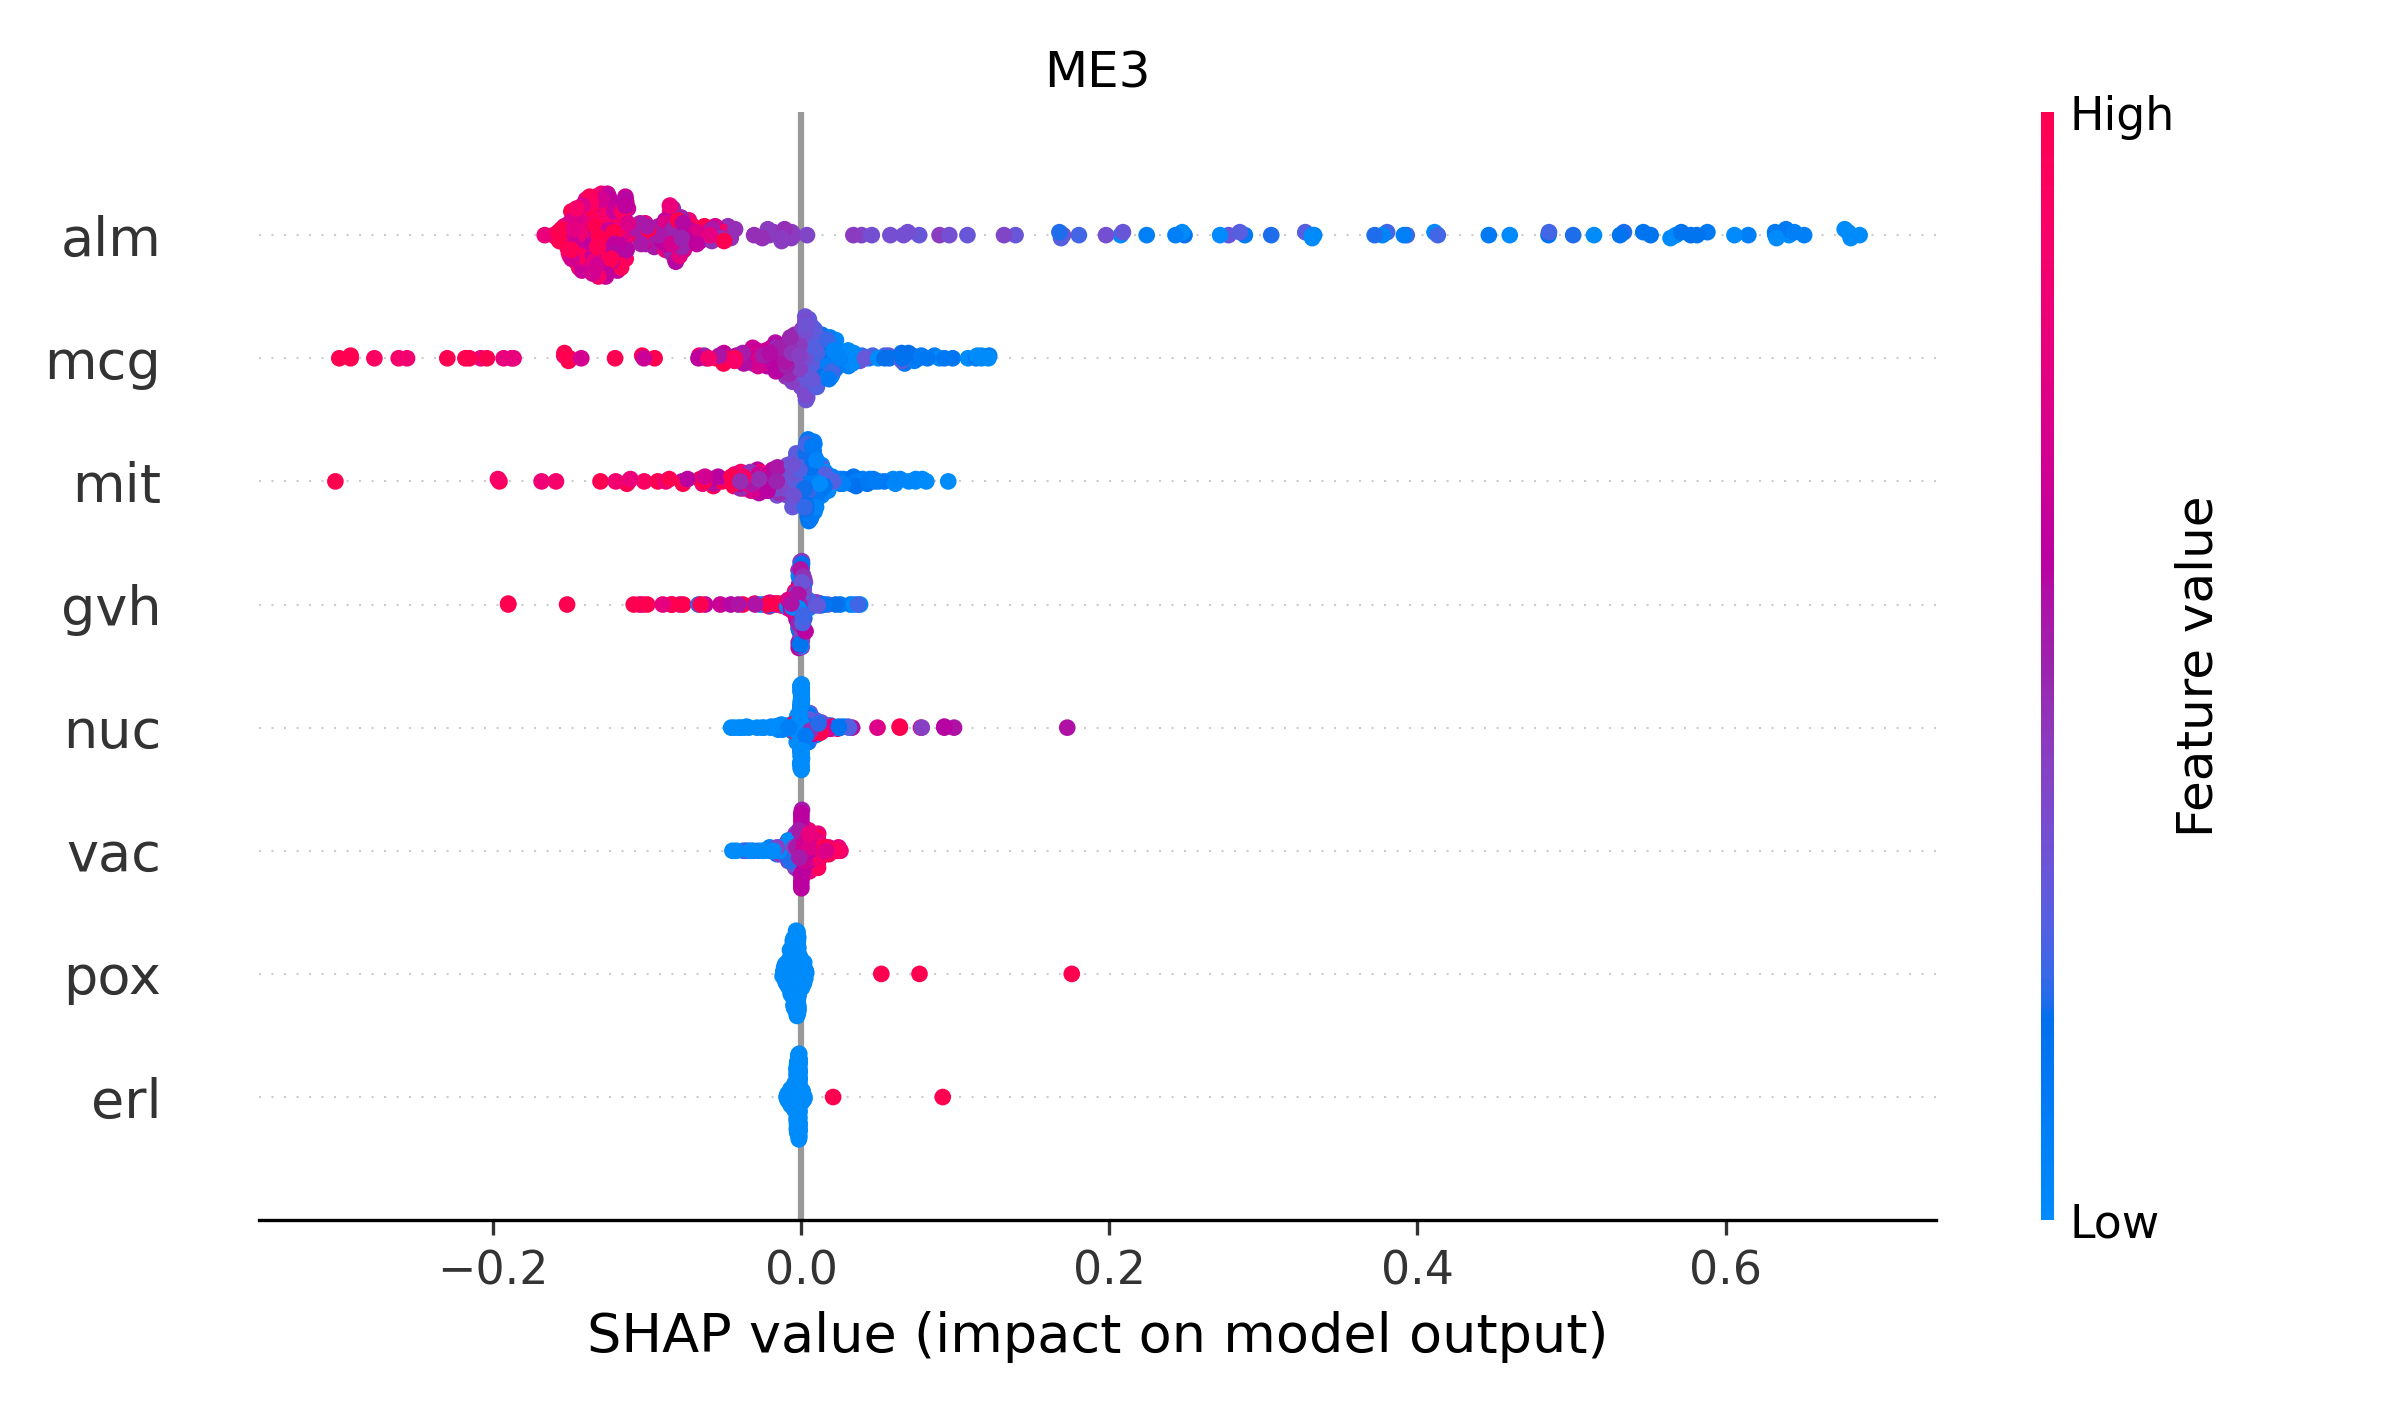 ME3
High
alm
mcg
mit
gvh
nuc
vac
pox
erl
Feature value
Low
−0.2 0.0 0.2 0.4 0.6
SHAP value (impact on model output)